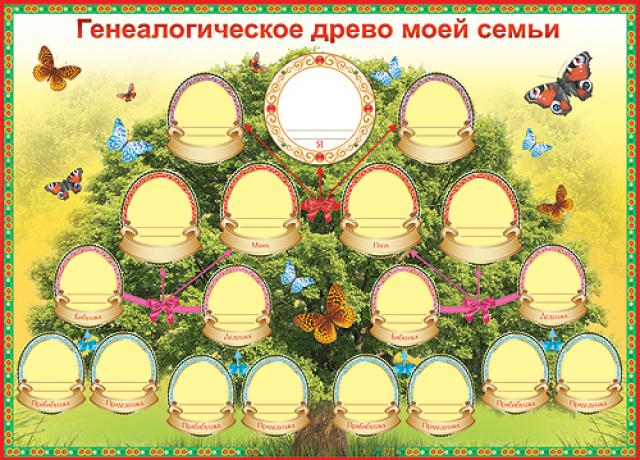 Генеалогическое древо моей семьи
Я
Мама
Папа
Бабушка
Дедушка
Бабушка
Дедушка
Прабабушка
Прадедушка
Прабабушка
Прадедушка
Прабабушка
Прадедушка
Прабабушка
Прадедушка